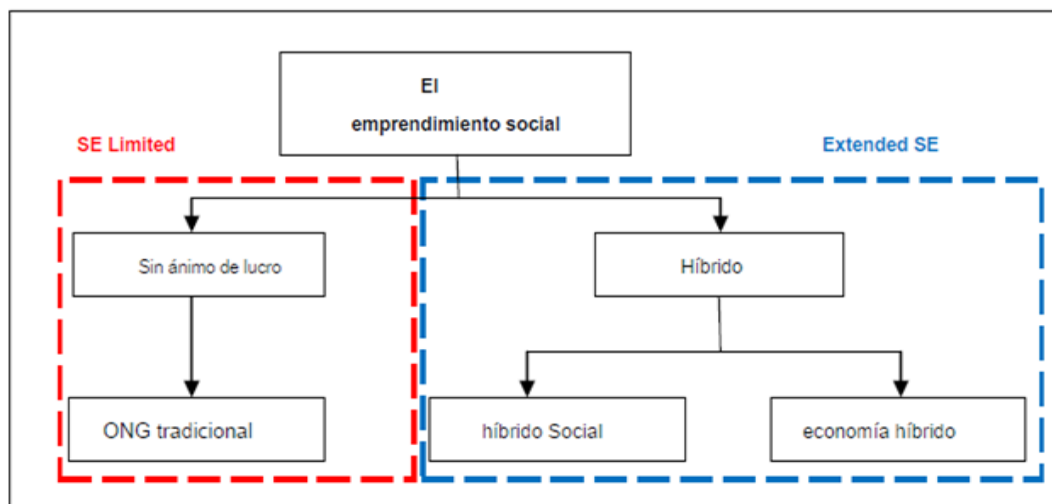 El
emprendimiento social
SE Limited
Extended SE
Sin ánimo de lucro
Híbrido
ONG tradicional
híbrido Social
economía híbrido